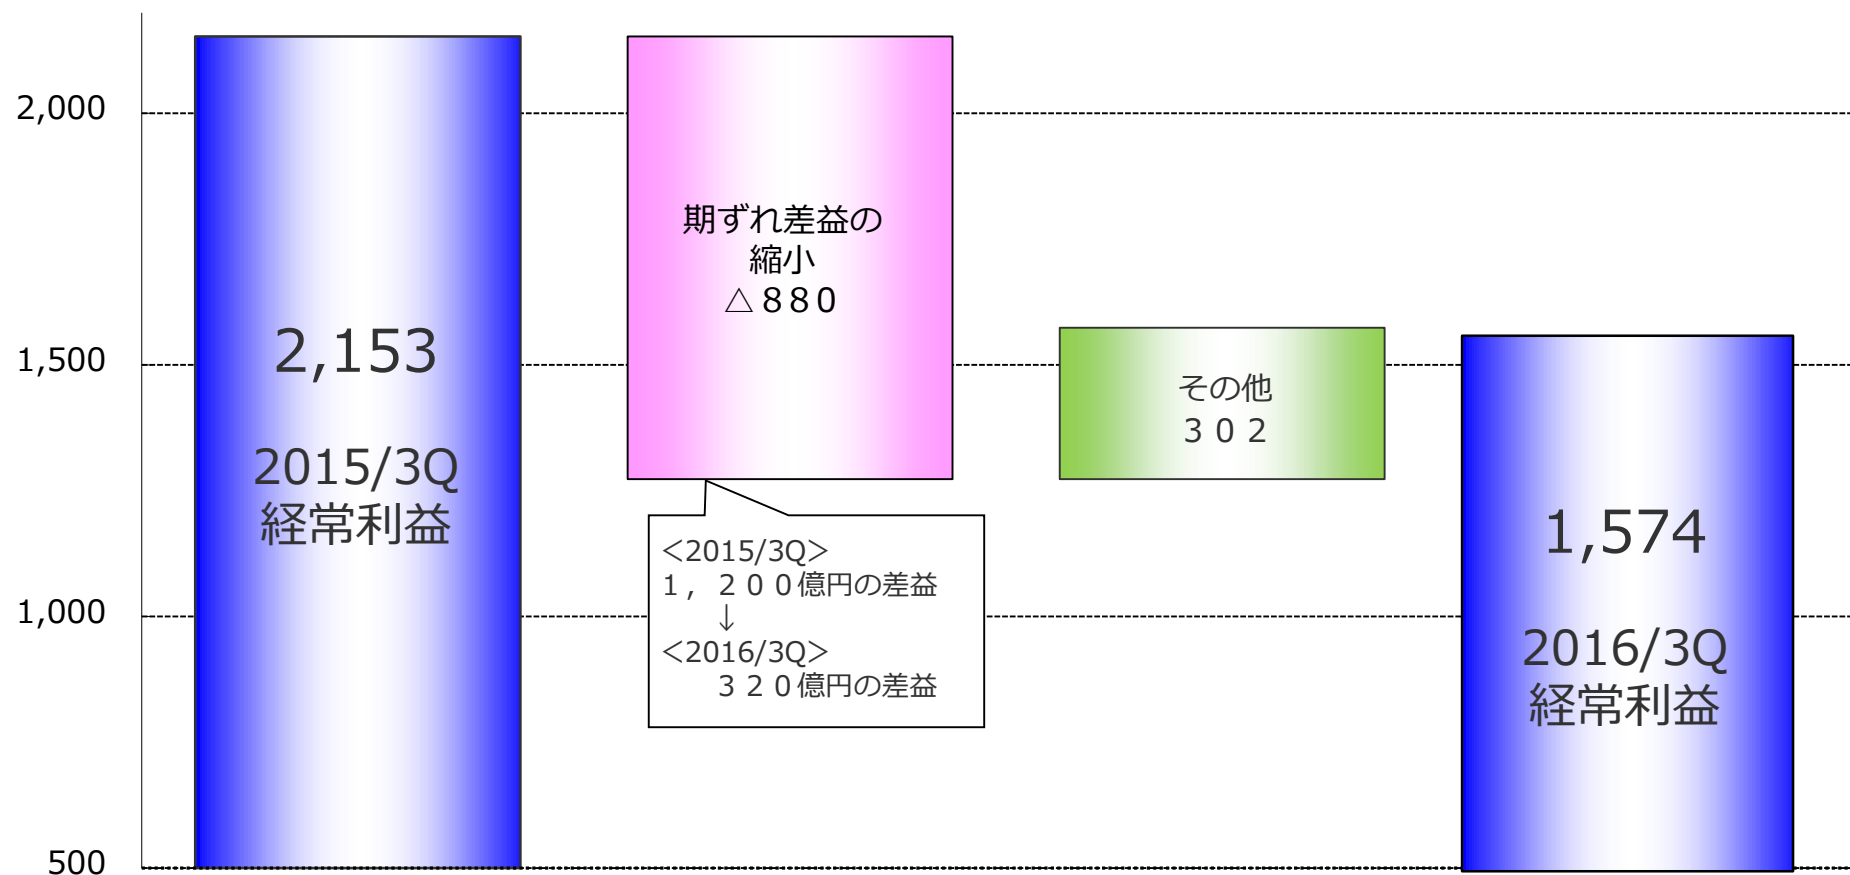 2,000
1,500
1,000
500
2,153
2015/3Q
経常利益
期ずれ差益の
縮小
△８８０
<2015/3Q>
１，２００億円の差益
↓
<2016/3Q>
３２０億円の差益
その他
３０２
1,574
2016/3Q
経常利益